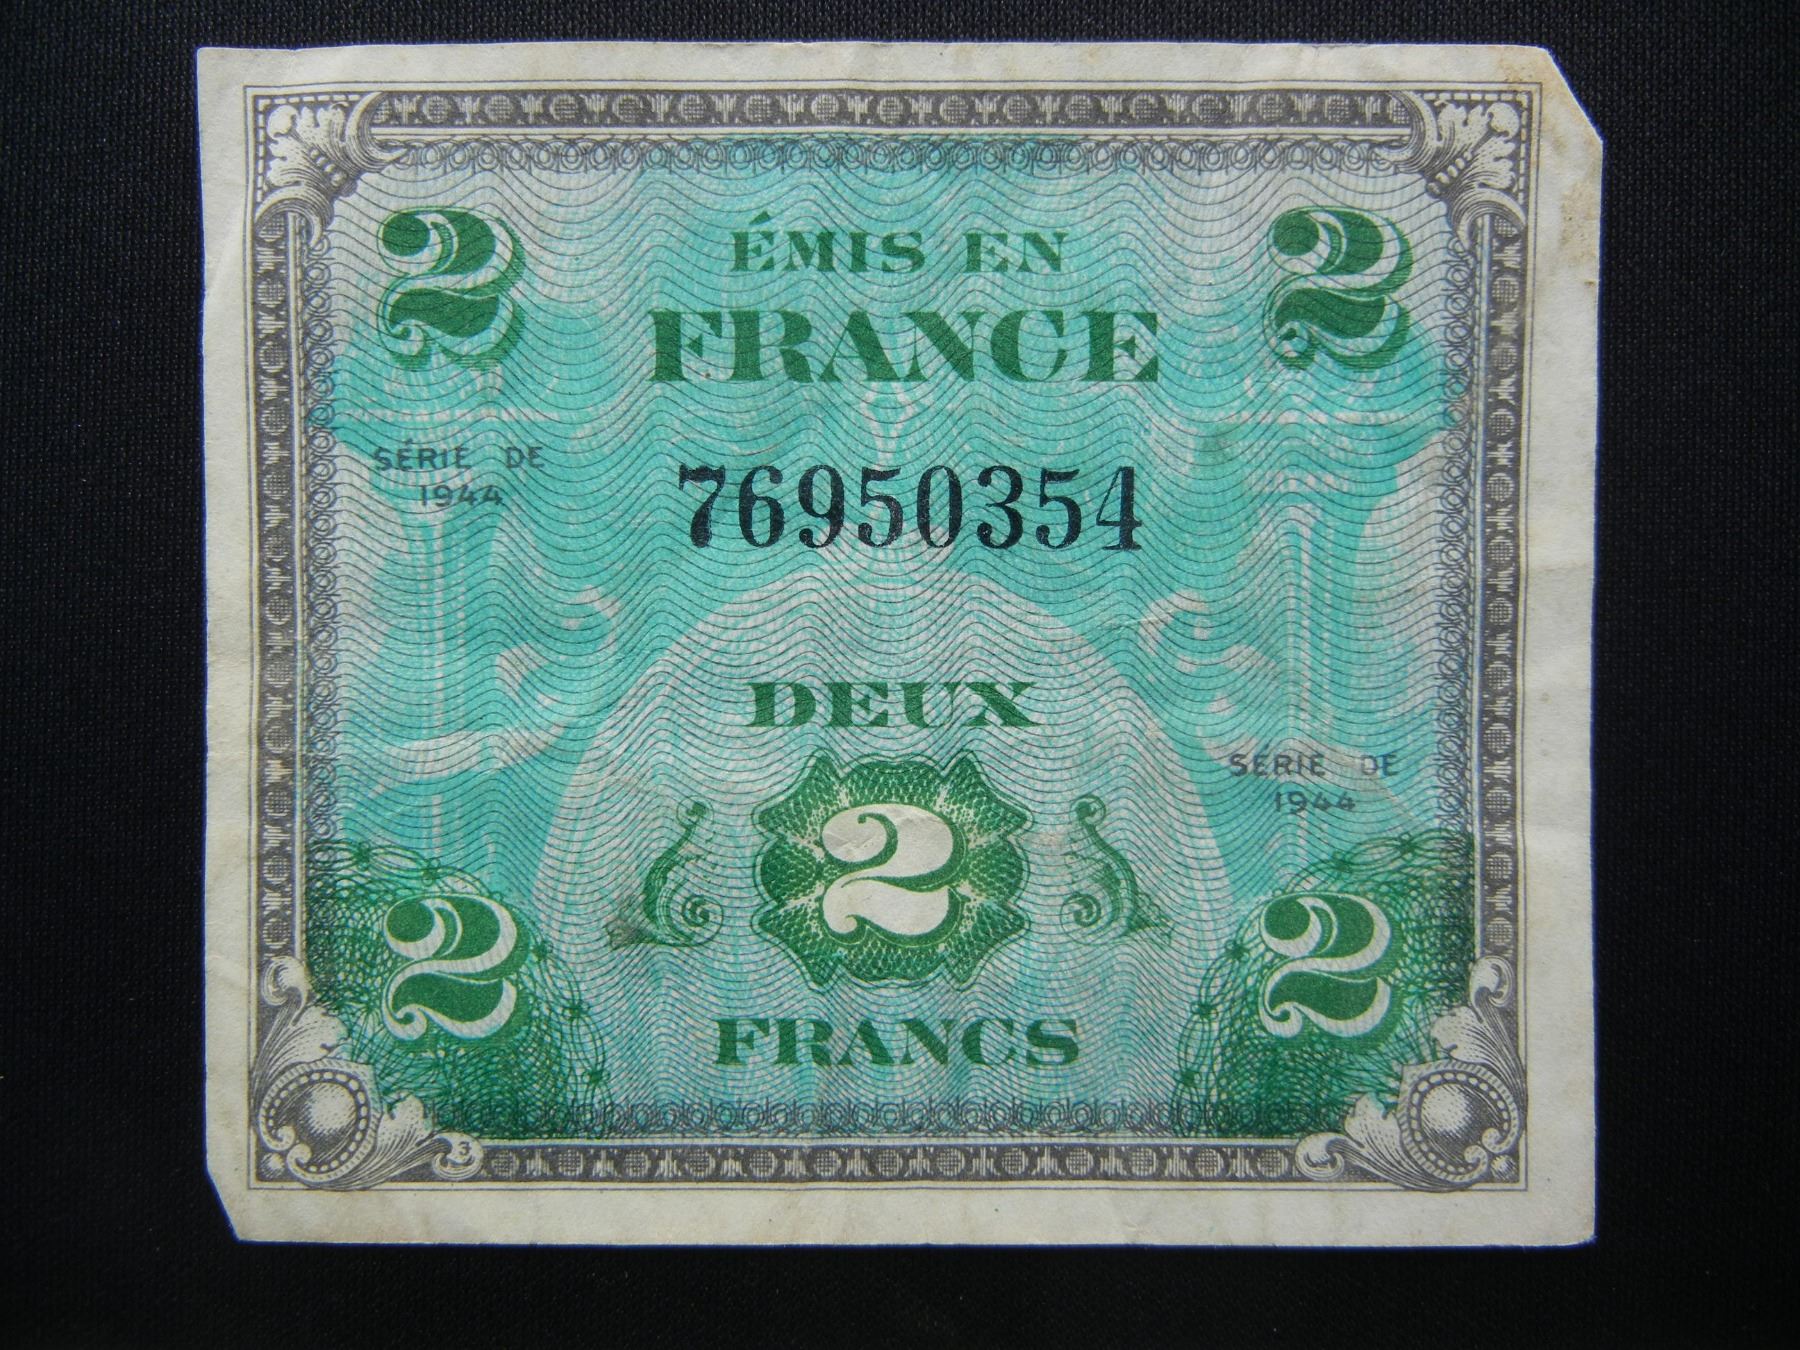 2 2
ÉMIS EN
FRANCE
SÉRIE DE
1944
76950354
DEUX
SÉRIE DE
1944
2
2 2
FRANCS
3